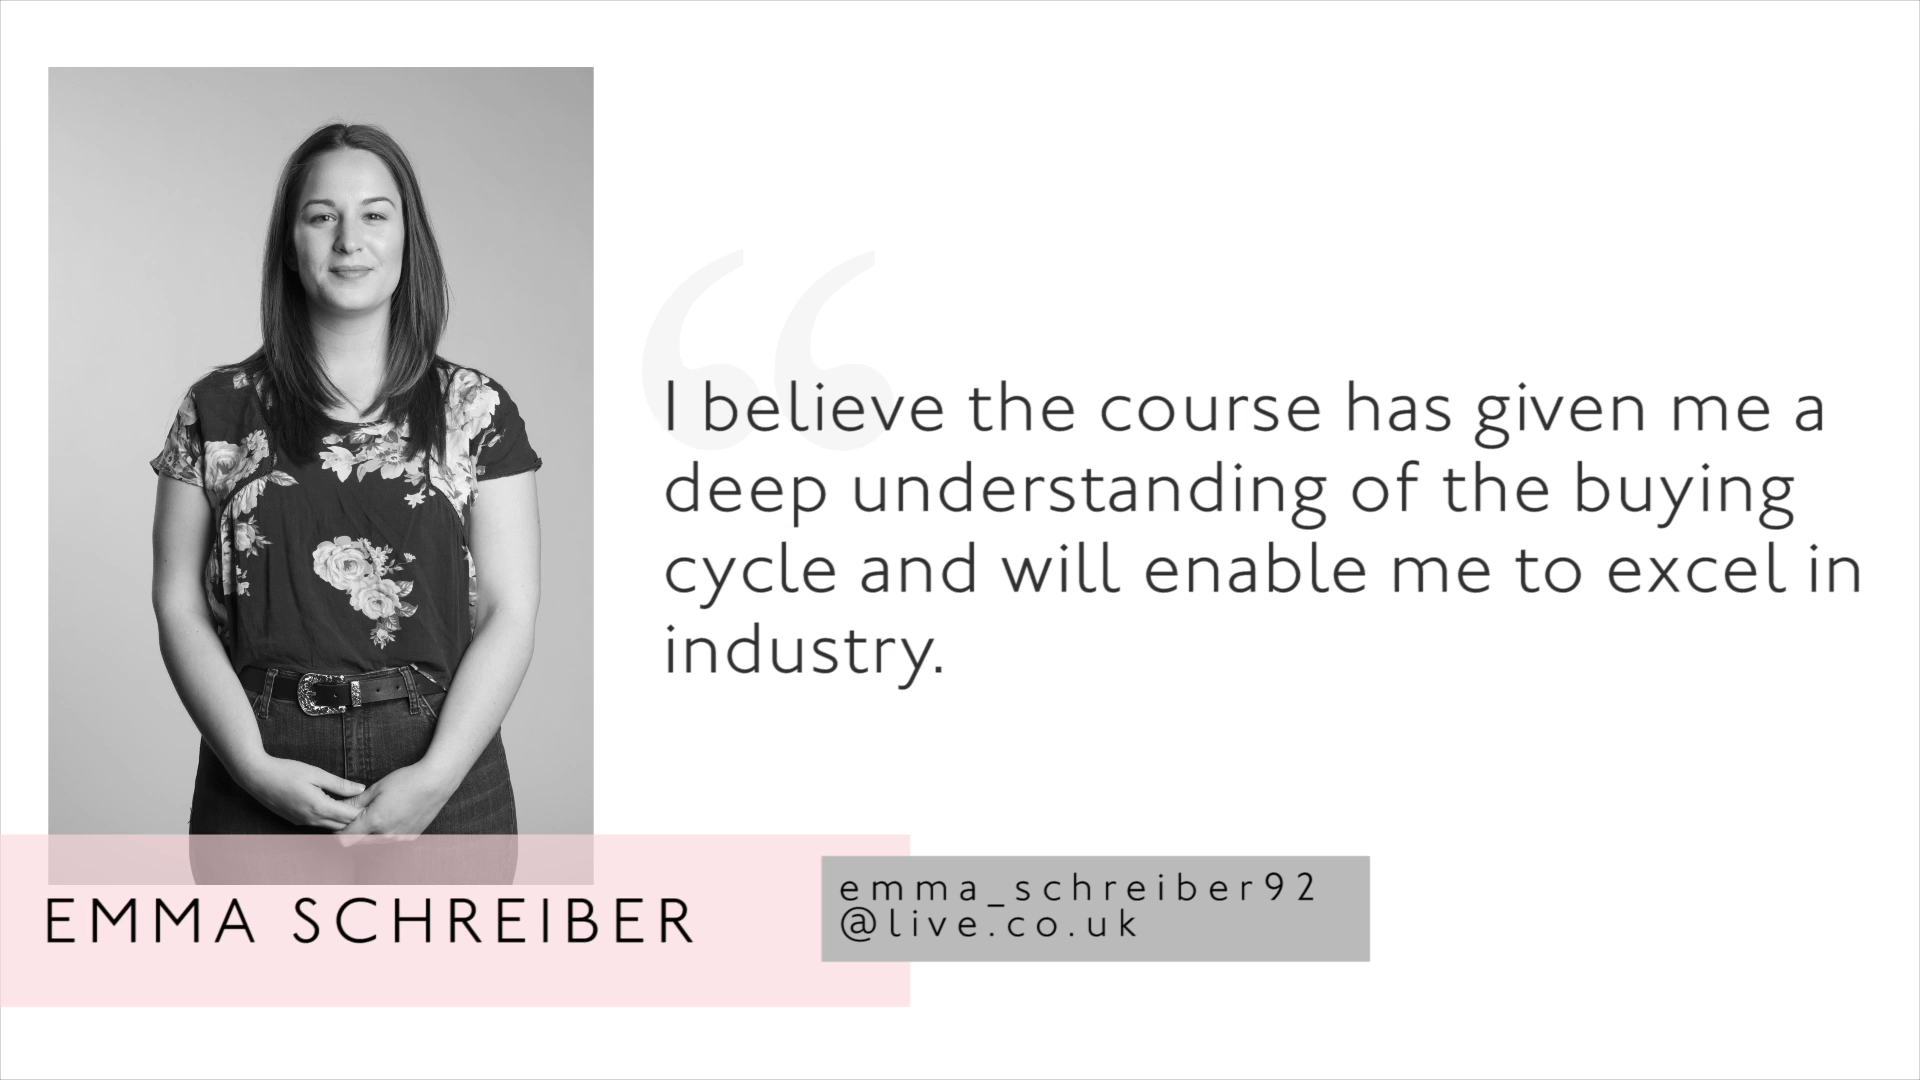 “
I believe the course has given me a
deep understanding of the buying
cycle and will enable me to excel in
industry.
EMMA SCHREIBER
emma_schreiber92
@live.co.uk